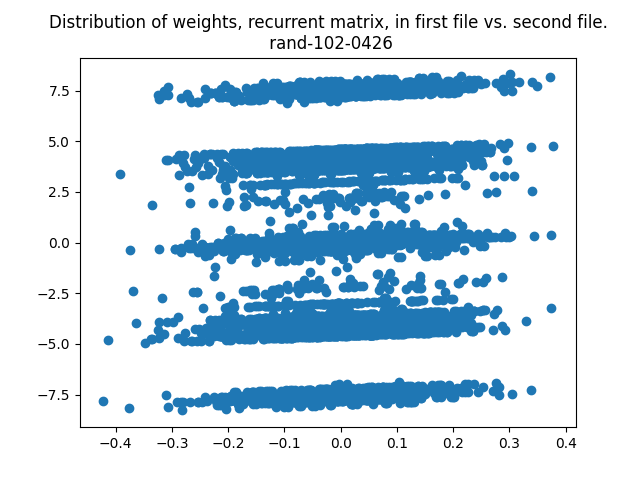 Distribution of weights, recurrent matrix, in first file vs. second file.
rand-102-0426
7.5
5.0
2.5
0.0
−2.5
−5.0
−7.5
−0.4 −0.3 −0.2 −0.1 0.0 0.1 0.2 0.3 0.4